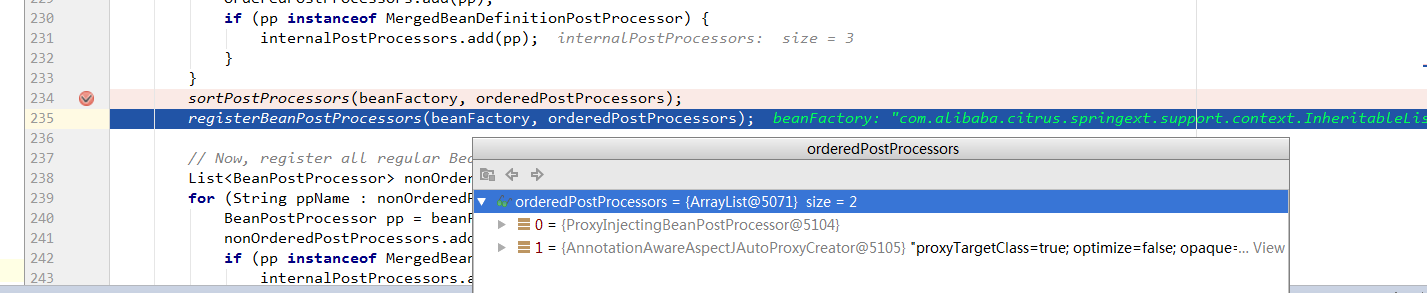 229 orderedPostProcessors.add(pp);
230 if (pp instanceof MergedBeanDefinitionPostProcessor) {
231 internalPostProcessors.add(pp); internalPostProcessors: size = 3
232 }
233 }
234 sortPostProcessors(beanFactory, orderedPostProcessors);
235 registerBeanPostProcessors(beanFactory, orderedPostProcessors); beanFactory: "com.alibaba.citrus.springext.support.context.InheritableLis
236
orderedPostProcessors
237 // Now, register all regular Bea
238 List<BeanPostProcessor> nonOrder
239 for (String ppName : nonOrderedP
orderedPostProcessors = {ArrayList@5071} size = 2
240 BeanPostProcessor pp = beanF
0 = {ProxyInjectingBeanPostProcessor@5104}
241 nonOrderedPostProcessors.add
1 = {AnnotationAwareAspectJAutoProxyCreator@5105} "proxyTargetClass=true; optimize=false; opaque=... View
242 if (pp instanceof MergedBean
243 internalPostProcessors.a